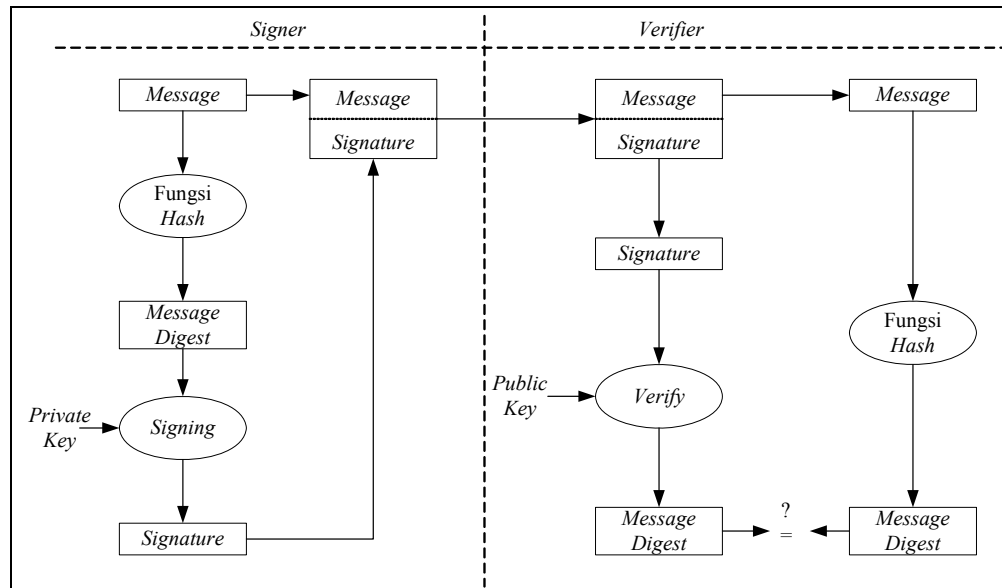 Signer
Verifier
Message
Message
Signature
Message
Signature
Message
Fungsi
Hash
Signature
Message
Digest
Fungsi
Hash
Private
Key
Signing
Public
Key
Verify
Signature
Message
Digest
?
=
Message
Digest